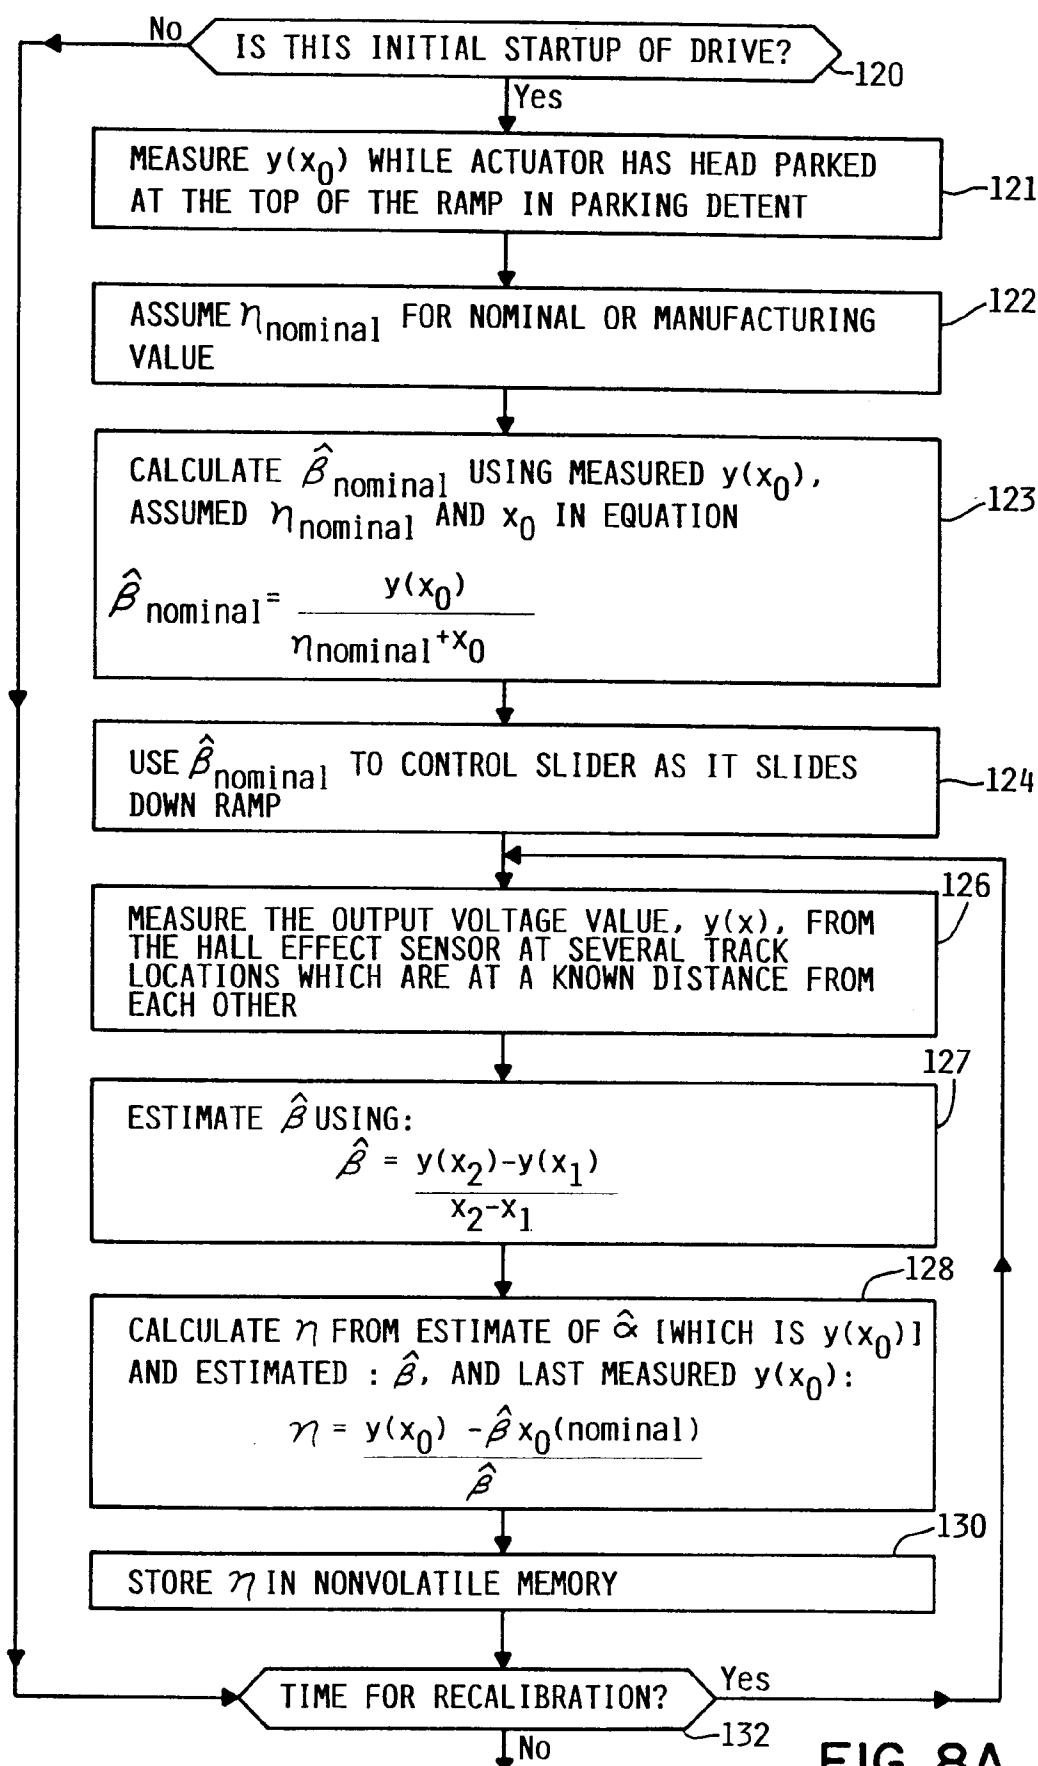 No
IS THIS INITIAL STARTUP OF DRIVE?
120
Yes
MEASURE y(x₀) WHILE ACTUATOR HAS HEAD PARKED
AT THE TOP OF THE RAMP IN PARKING DETENT
121
ASSUME η nominal FOR NOMINAL OR MANUFACTURING
VALUE
122
CALCULATE β̂ nominal USING MEASURED y(x₀),
ASSUMED η nominal AND x₀ IN EQUATION
β̂ nominal = y(x₀)
η nominal + x₀
123
USE β̂ nominal TO CONTROL SLIDER AS IT SLIDES
DOWN RAMP
124
126
MEASURE THE OUTPUT VOLTAGE VALUE, y(x), FROM
THE HALL EFFECT SENSOR AT SEVERAL TRACK
LOCATIONS WHICH ARE AT A KNOWN DISTANCE FROM
EACH OTHER
127
ESTIMATE β̂ USING:
β̂ = y(x₂)-y(x₁)
x₂-x₁
128
CALCULATE η FROM ESTIMATE OF α̂ [WHICH IS y(x₀)]
AND ESTIMATED : β̂, AND LAST MEASURED y(x₀):
η = y(x₀) -β̂ x₀(nominal)
β̂
130
STORE η IN NONVOLATILE MEMORY
TIME FOR RECALIBRATION?
Yes
132
No
FIG. 8A